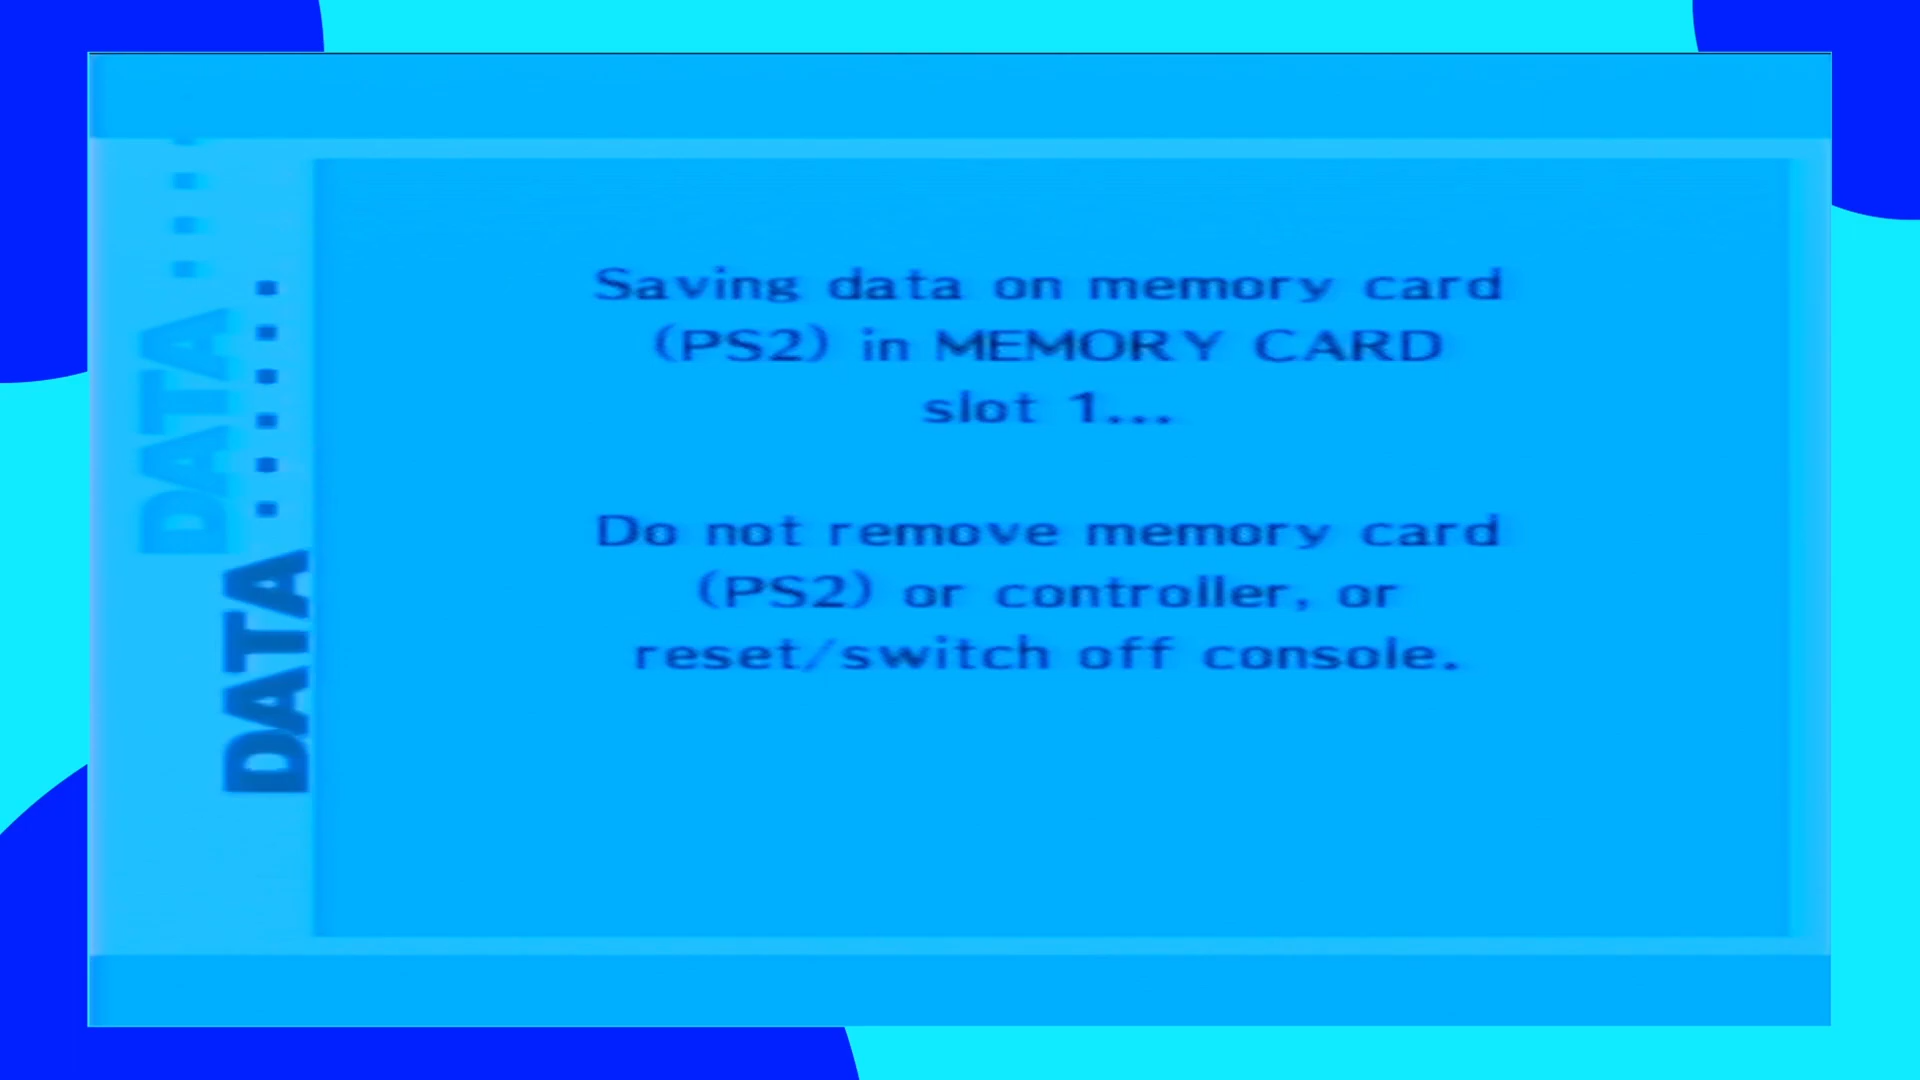 DATA......
DATA....
Saving data on memory card
(PS2) in MEMORY CARD
slot 1...
Do not remove memory card
(PS2) or controller, or
reset/switch off console.